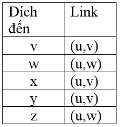 Dích đến Link
v (u,v)
w (u,w)
x (u,v)
y (u,v)
z (u,w)